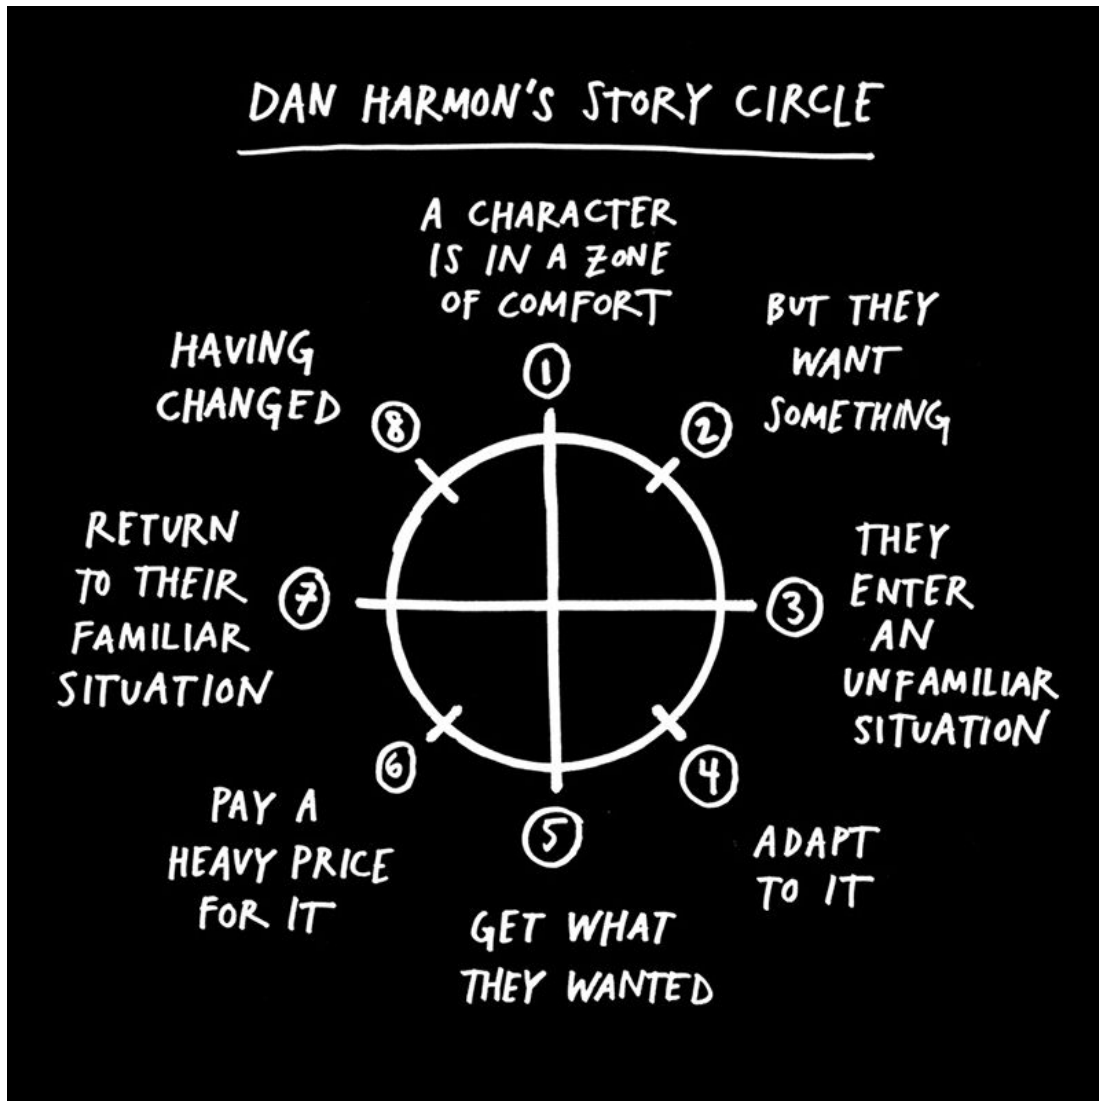 DAN HARMON'S STORY CIRCLE
A CHARACTER
IS IN A ZONE
OF COMFORT
1
BUT THEY
WANT
SOMETHING
2
THEY
ENTER
AN
UNFAMILIAR
SITUATION
3
ADAPT
TO IT
4
5
GET WHAT
THEY WANTED
6
PAY A
HEAVY PRICE
FOR IT
7
RETURN
TO THEIR
FAMILIAR
SITUATION
8
HAVING
CHANGED